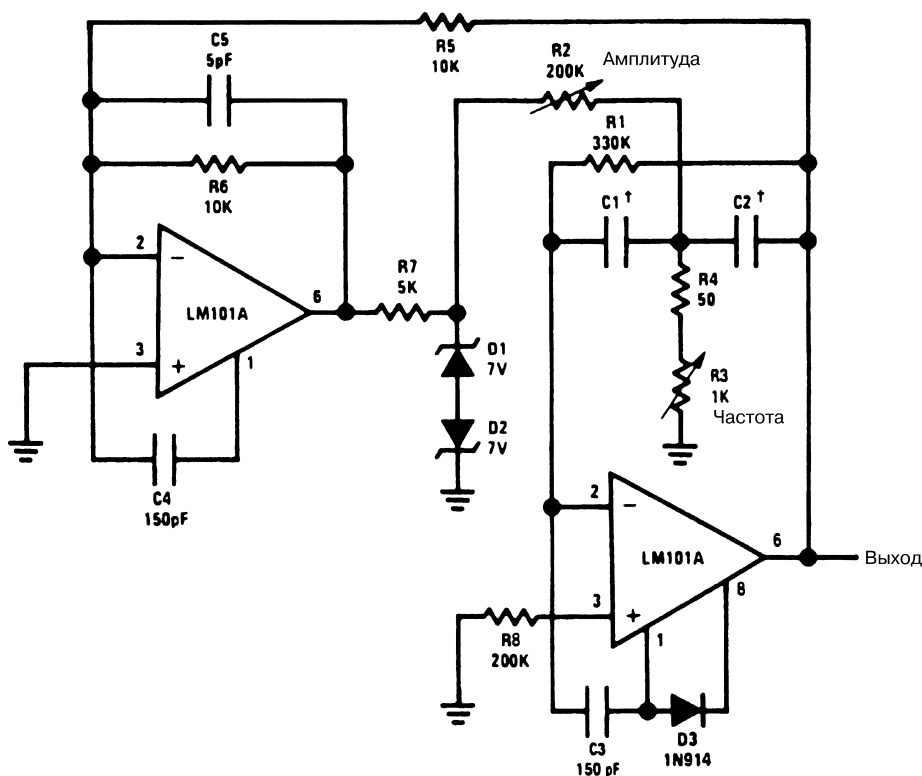 R5
10K
C5
5pF
R2
200K
Амплитуда
R1
330K
R6
10K
C1 †
C2 †
2
−
LM101A
6
3
+
1
R7
5K
R4
50
D1
7V
R3
1K
Частота
D2
7V
C4
150pF
2
−
LM101A
6
Выход
8
3
+
1
R8
200K
C3
150 pF
D3
1N914